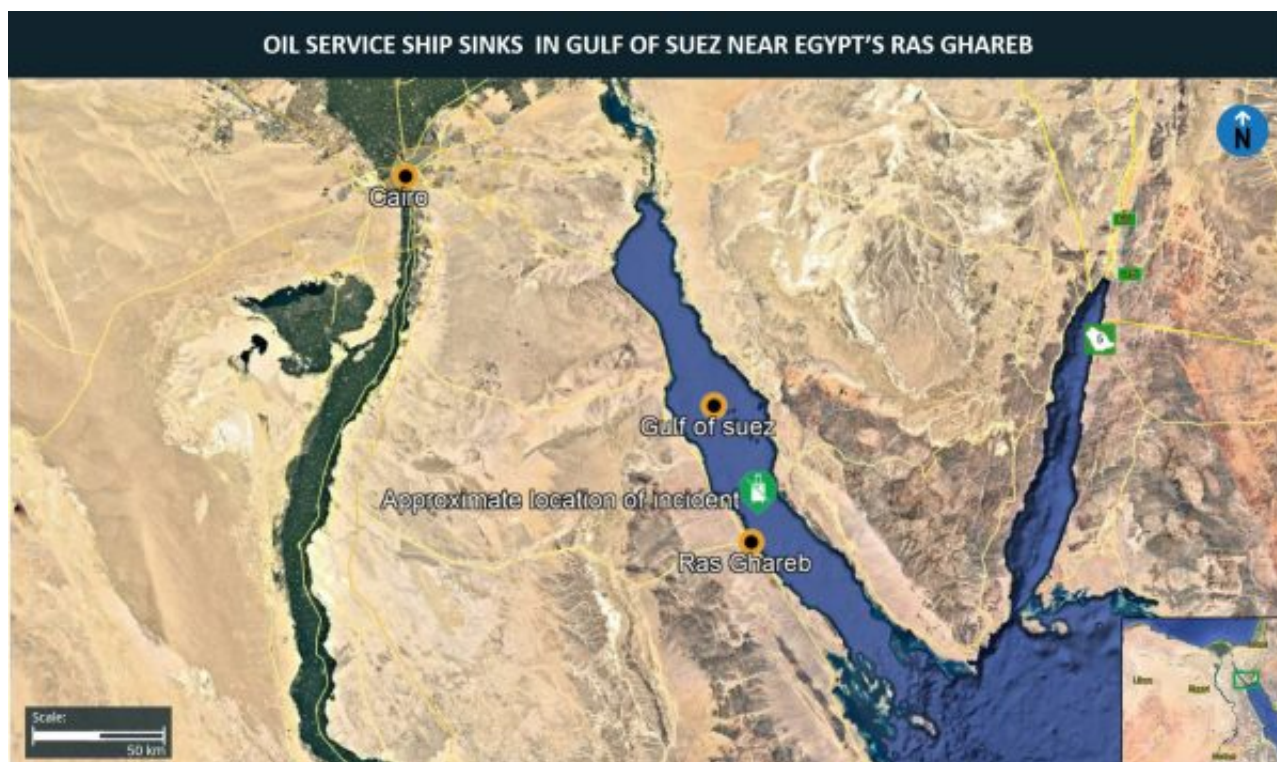 OIL SERVICE SHIP SINKS IN GULF OF SUEZ NEAR EGYPT'S RAS GHAREB
N
Cairo
Gulf of suez
Approximate location of incident
Ras Ghareb
Scale:
50 km